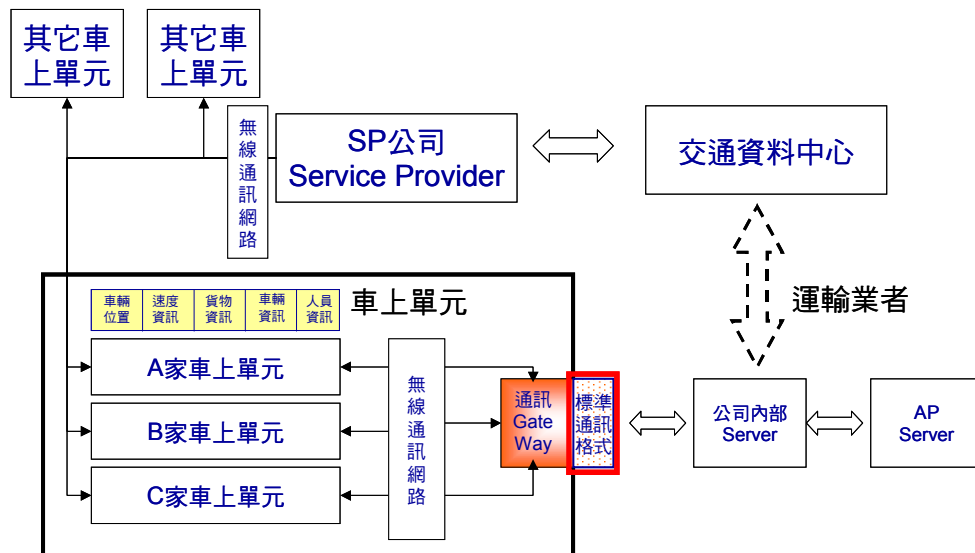 其它車
上單元
其它車
上單元
無
線
通
訊
網
路
SP公司
Service Provider
交通資料中心
運輸業者
車輛
位置
速度
資訊
貨物
資訊
車輛
資訊
人員
資訊
車上單元
A家車上單元
B家車上單元
C家車上單元
無
線
通
訊
網
路
通訊
Gate
Way
標準
通訊
格式
公司內部
Server
AP
Server